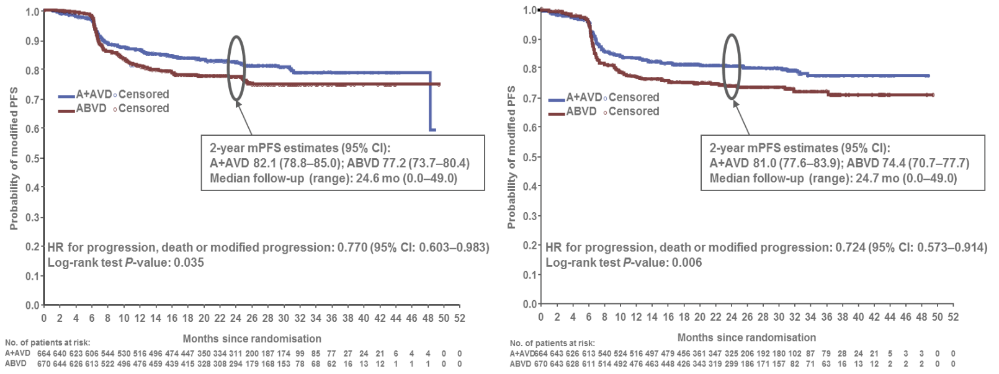 1.0
0.9
0.8
0.7
0.6
0.5
0.4
0.3
0.2
0.1
0.0
Probability of modified PFS
A+AVD Censored
ABVD Censored
2-year mPFS estimates (95% CI):
A+AVD 82.1 (78.8–85.0); ABVD 77.2 (73.7–80.4)
Median follow-up (range): 24.6 mo (0.0–49.0)
HR for progression, death or modified progression: 0.770 (95% CI: 0.603–0.983)
Log-rank test P-value: 0.035
0 2 4 6 8 10 12 14 16 18 20 22 24 26 28 30 32 34 36 38 40 42 44 46 48 50 52
Months since randomisation
No. of patients at risk:
A+AVD 664 640 623 606 544 530 516 496 474 447 350 334 311 200 187 174 99 85 77 27 24 21 6 4 4 0 0
ABVD 670 644 626 613 522 496 476 459 439 415 328 308 294 179 168 153 78 68 62 16 13 12 1 1 1 0 0
1.0
0.9
0.8
0.7
0.6
0.5
0.4
0.3
0.2
0.1
0.0
Probability of modified PFS
A+AVD Censored
ABVD Censored
2-year mPFS estimates (95% CI):
A+AVD 81.0 (77.6–83.9); ABVD 74.4 (70.7–77.7)
Median follow-up (range): 24.7 mo (0.0–49.0)
HR for progression, death or modified progression: 0.724 (95% CI: 0.573–0.914)
Log-rank test P-value: 0.006
0 2 4 6 8 10 12 14 16 18 20 22 24 26 28 30 32 34 36 38 40 42 44 46 48 50 52
Months since randomisation
No. of patients at risk:
A+AVD 664 643 626 613 540 524 516 497 479 456 361 347 325 206 192 180 102 87 79 28 24 21 5 3 3 0 0
ABVD 670 643 628 611 514 492 476 463 448 426 343 319 299 186 171 157 82 71 63 16 13 12 2 2 2 0 0